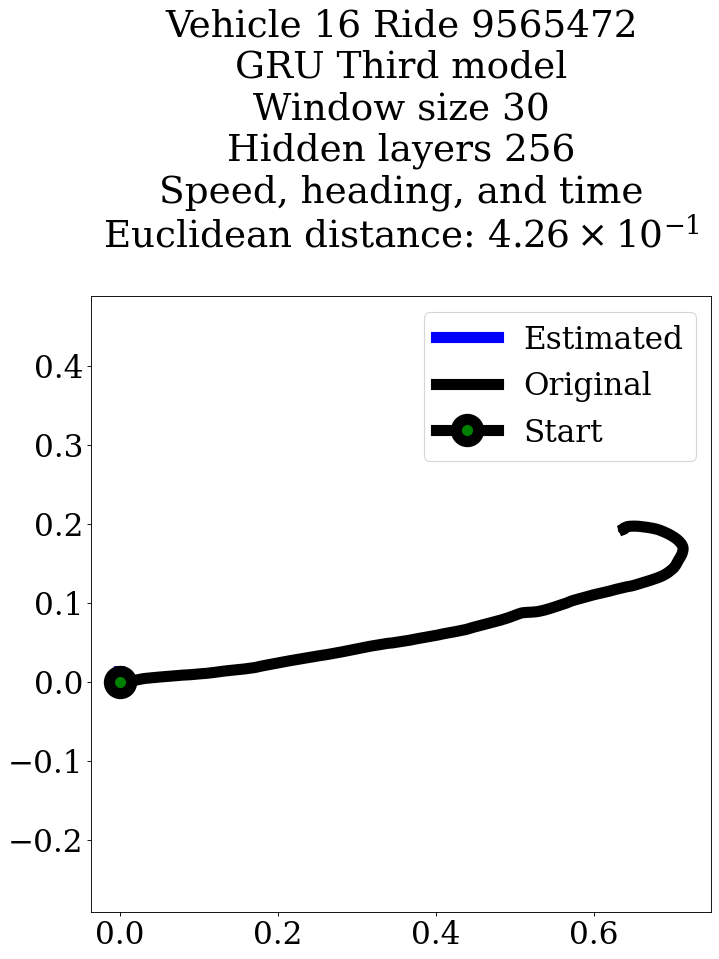 Vehicle 16 Ride 9565472
GRU Third model
Window size 30
Hidden layers 256
Speed, heading, and time
Euclidean distance: 4.26 × 10⁻¹
Estimated
Original
Start
0.4
0.3
0.2
0.1
0.0
−0.1
−0.2
0.0 0.2 0.4 0.6